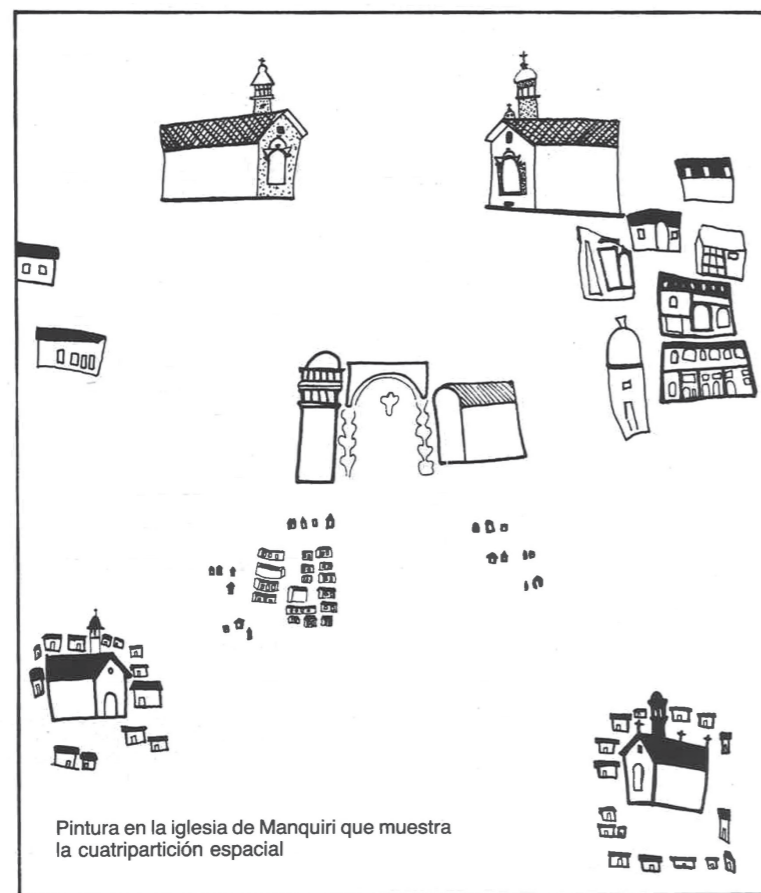 Pintura en la iglesia de Manquiri que muestra
la cuatripartición espacial